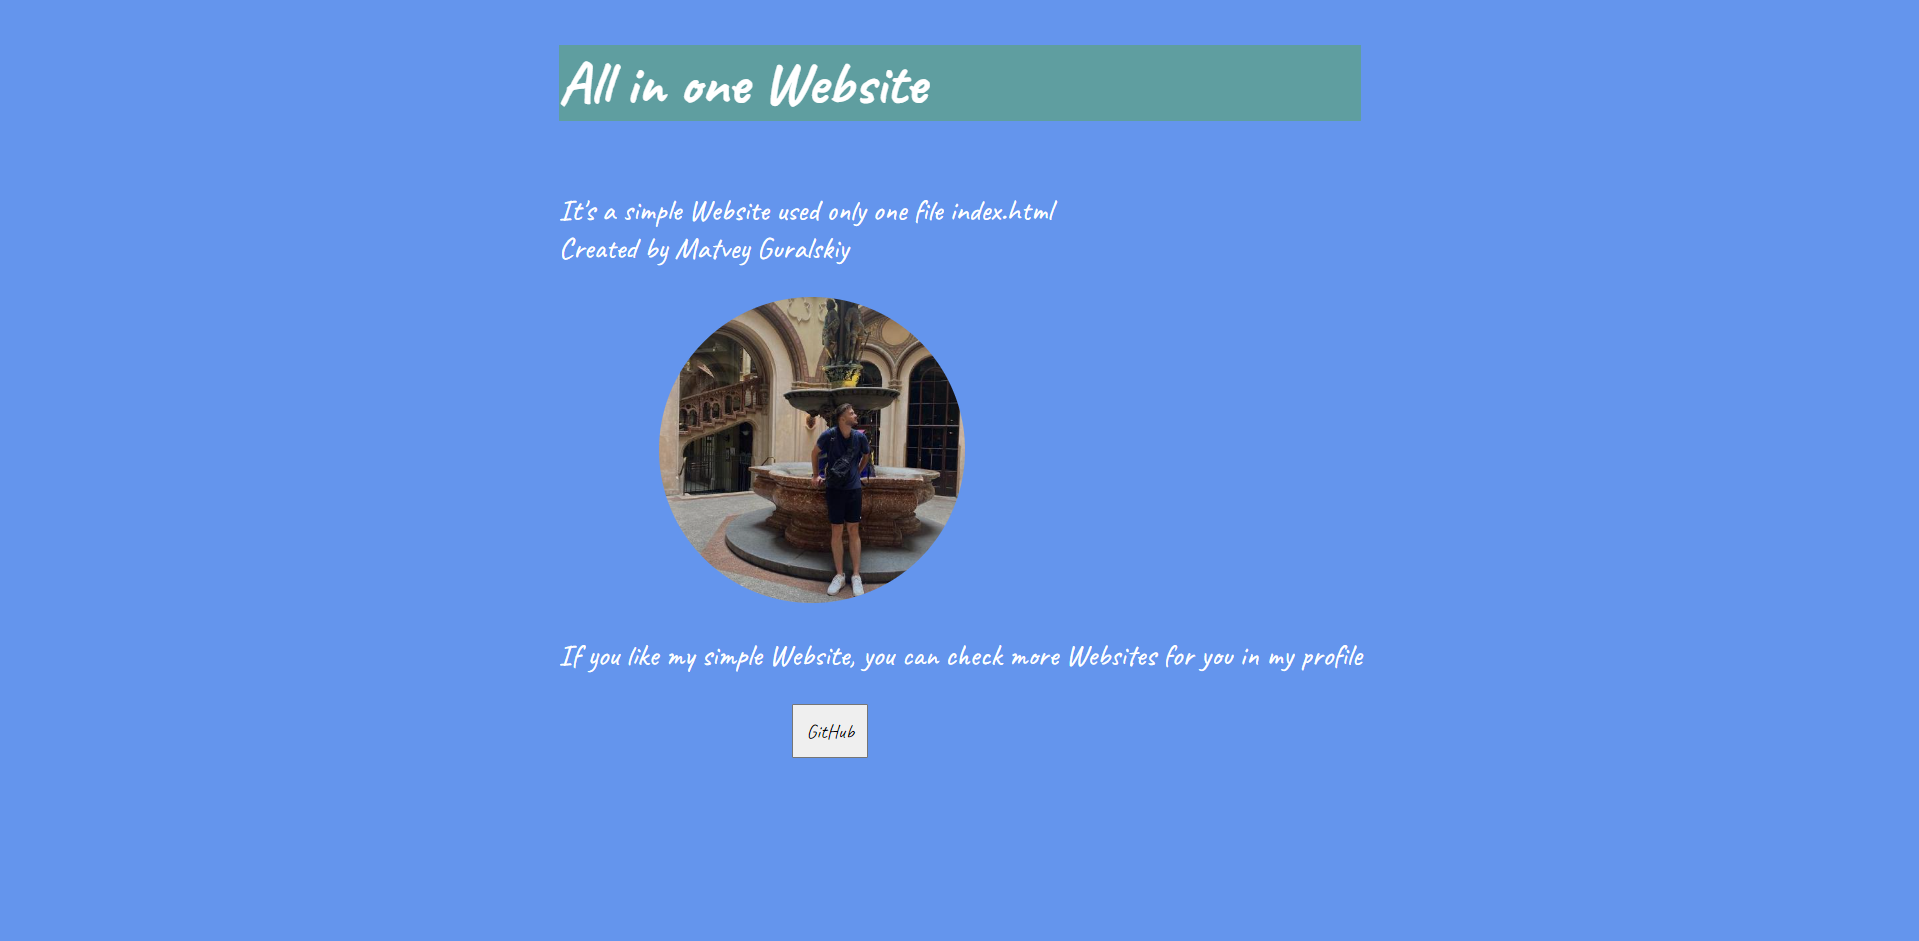 All in one Website
It's a simple Website used only one file index.html
Created by Matvey Guralskiy
If you like my simple Website, you can check more Websites for you in my profile
GitHub